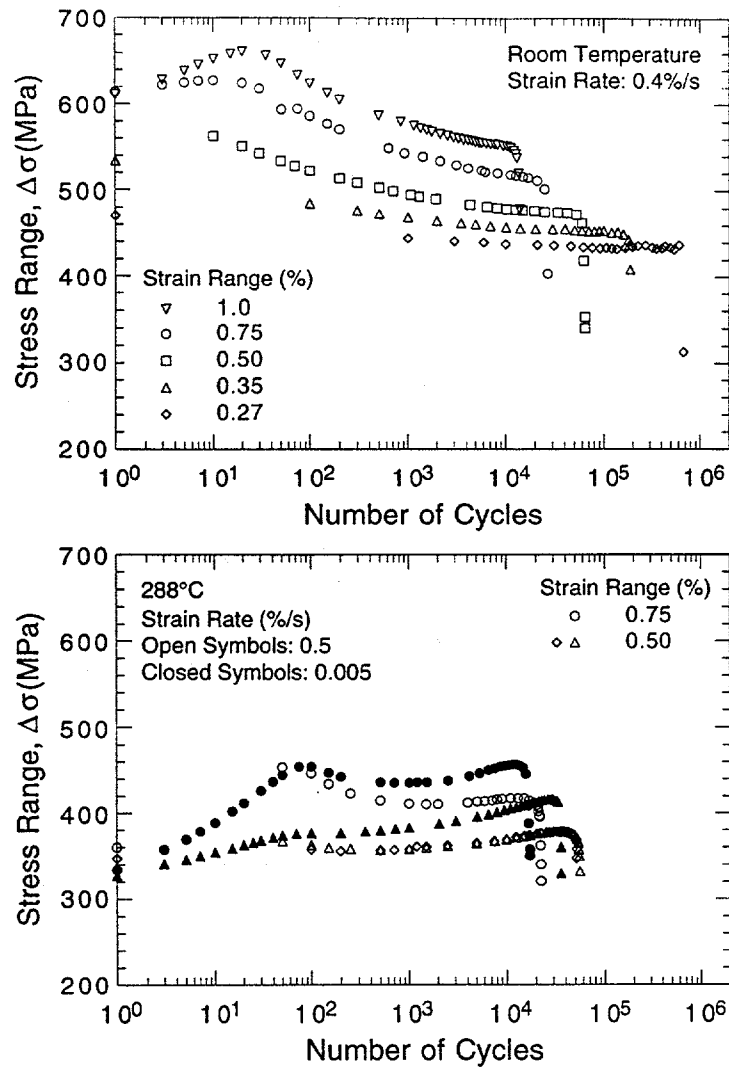 700
600
500
400
300
200
Stress Range, Δσ(MPa)
Room Temperature
Strain Rate: 0.4%/s
Strain Range (%)
1.0
0.75
0.50
0.35
0.27
10⁰ 10¹ 10² 10³ 10⁴ 10⁵ 10⁶
Number of Cycles
700
600
500
400
300
200
Stress Range, Δσ(MPa)
288°C
Strain Rate (%/s)
Open Symbols: 0.5
Closed Symbols: 0.005
Strain Range (%)
0.75
0.50
10⁰ 10¹ 10² 10³ 10⁴ 10⁵ 10⁶
Number of Cycles